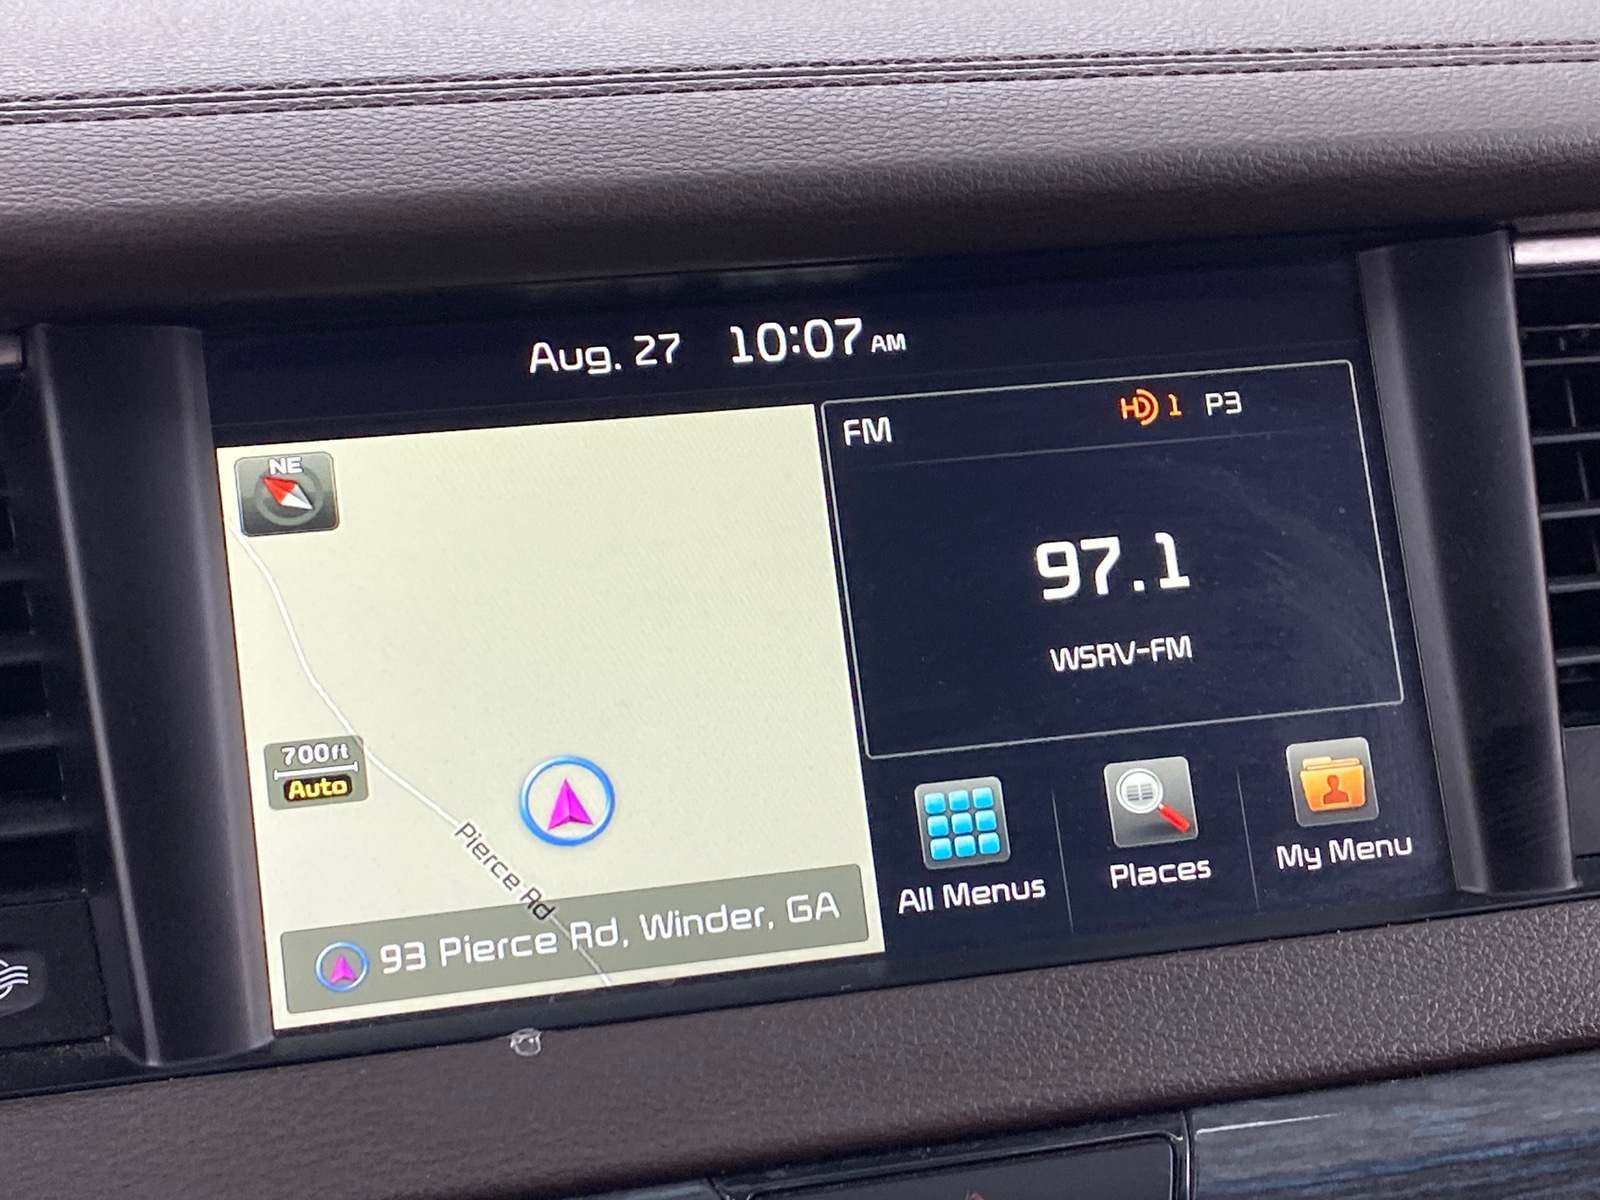 Aug. 27 10:07 AM
NE
700ft
Auto
Pierce Rd
93 Pierce Rd, Winder, GA
FM
HD 1 P3
97.1
WSRV-FM
All Menus
Places
My Menu